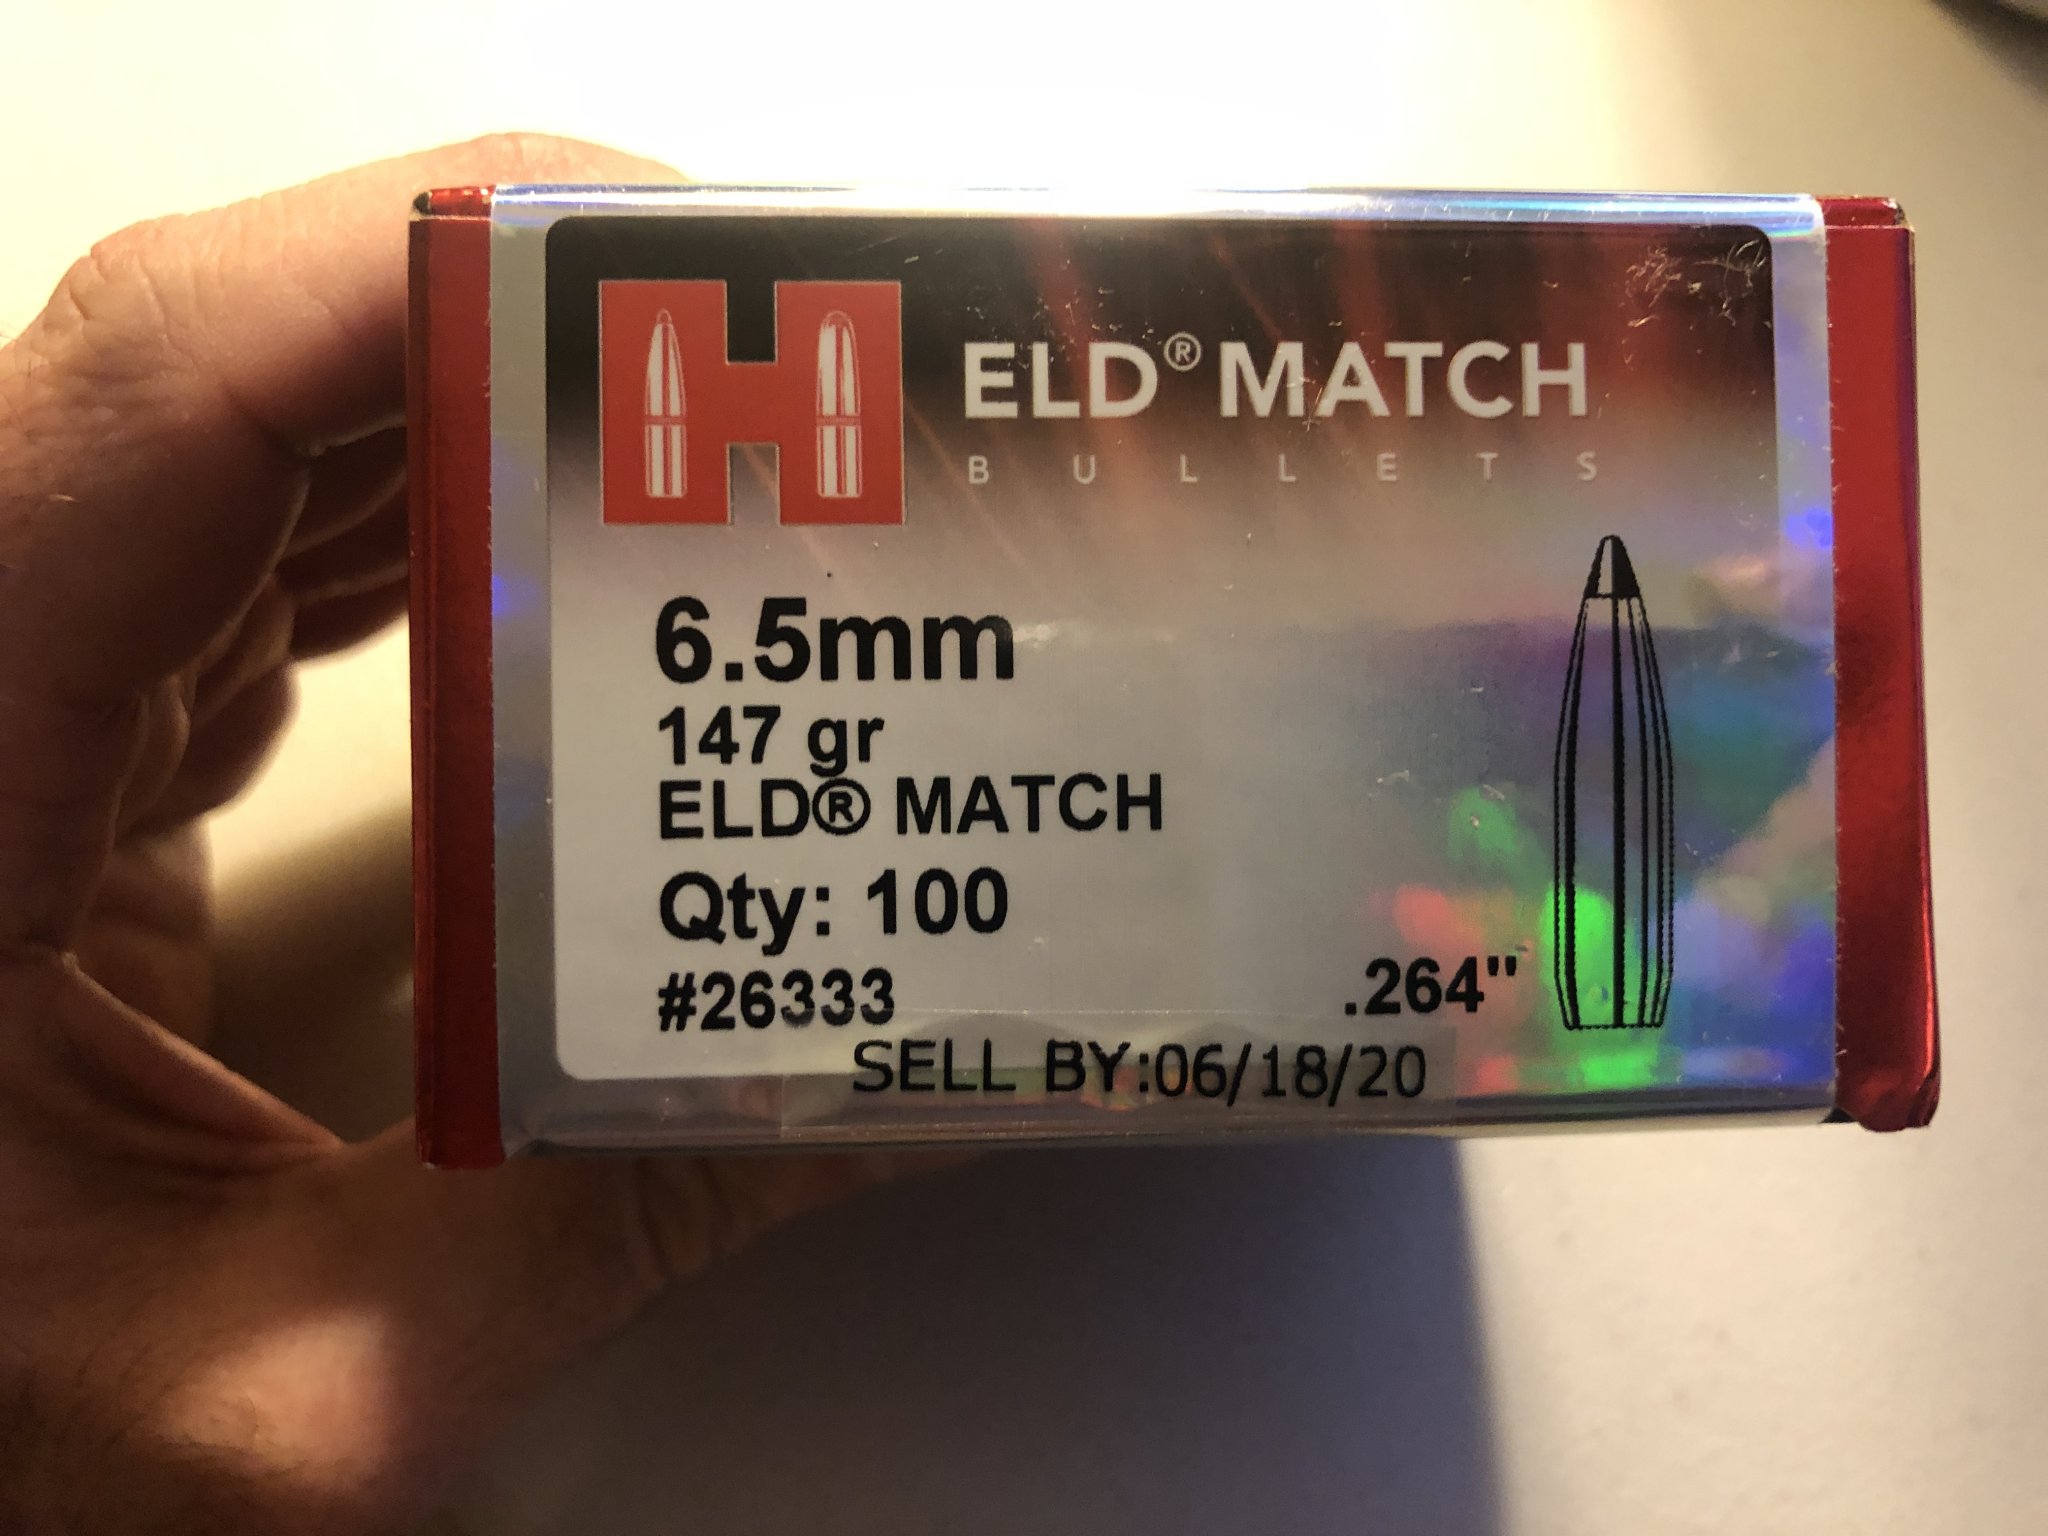 ELD® MATCH
BULLETS
6.5mm
147 gr
ELD® MATCH
Qty: 100
#26333
.264"
SELL BY:06/18/20